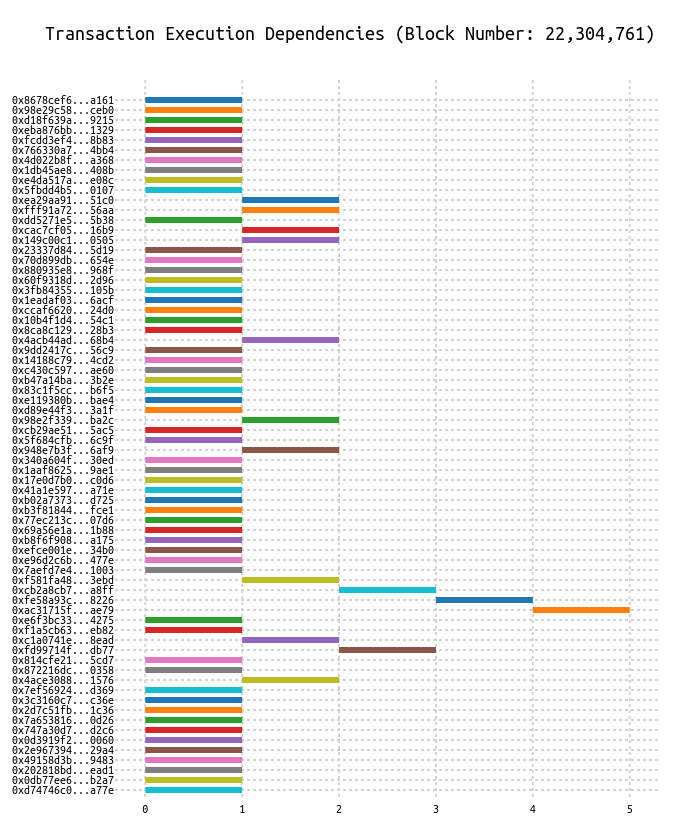 Transaction Execution Dependencies (Block Number: 22,304,761)
0x8678cef6...a161
0x98e29c58...ceb0
0xd18f639a...9215
0xeba876bb...1329
0xfcdd3ef4...8b83
0x766330a7...4bb4
0x4d022b8f...a368
0x1db45ae8...408b
0xe4da517a...e08c
0x5fbdd4b5...0107
0xea29aa91...51c0
0xfff91a72...56aa
0xdd5271e5...5b38
0xcac7cf05...16b9
0x149c00c1...0505
0x23337d84...5d19
0x70d899db...654e
0x880935e8...968f
0x60f9318d...2d96
0x3fb84355...105b
0x1eadaf03...6acf
0xccaf6620...24d0
0x10b4f1d4...54c1
0x8ca8c129...28b3
0x4acb44ad...68b4
0x9dd2417c...56c9
0x14188c79...4cd2
0xc430c597...ae60
0xb47a14ba...3b2e
0x83c1f5cc...b6f5
0xe119380b...bae4
0xd89e44f3...3a1f
0x98e2f339...ba2c
0xcb29ae51...5ac5
0x5f684cfb...6c9f
0x948e7b3f...6af9
0x340a604f...30ed
0x1aaf8625...9ae1
0x17e0d7b0...c0d6
0x41a1e597...a71e
0xb02a7373...d725
0xb3f81844...fce1
0x77ec213c...07d6
0x69a56e1a...1b88
0xb8f6f908...a175
0xefce001e...34b0
0xe96d2c6b...477e
0x7aefd7e4...1003
0xf581fa48...3ebd
0xcb2a8cb7...a8ff
0xfe58a93c...8226
0xac31715f...ae79
0xe6f3bc33...4275
0xf1a5cb63...eb82
0xc1a0741e...8ead
0xfd99714f...db77
0x814cfe21...5cd7
0x872216dc...0358
0x4ace3088...1576
0x7ef56924...d369
0x3c3160c7...c36e
0x2d7c51fb...1c36
0x7a653816...0d26
0x747a30d7...d2c6
0x0d3919f2...0060
0x2e967394...29a4
0x49158d3b...9483
0x202818bd...ead1
0x0db77ee6...b2a7
0xd74746c0...a77e
0 1 2 3 4 5